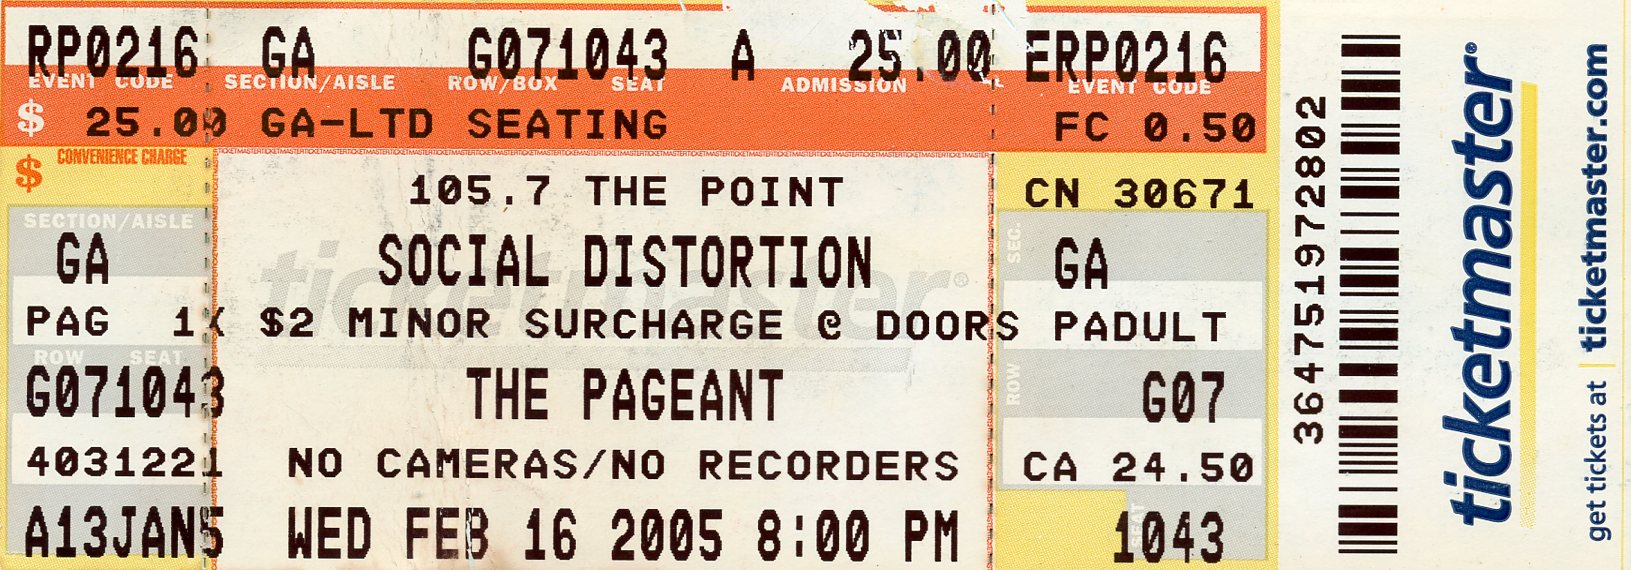 RP0216 GA G071043 A 25.00 ERP0216
EVENT CODE SECTION/AISLE ROW/BOX SEAT ADMISSION EVENT CODE
$ 25.00 GA-LTD SEATING FC 0.50
$ CONVENIENCE CHARGE
TICKETMASTERTICKETMASTERTICKETMASTER
105.7 THE POINT CN 30671
SECTION/AISLE SEC.
GA SOCIAL DISTORTION GA
ticketmaster®
PAG 1X $2 MINOR SURCHARGE @ DOORS PADULT
ROW SEAT ROW
G071043 THE PAGEANT G07
4031221 NO CAMERAS/NO RECORDERS CA 24.50
SEAT
A13JAN5 WED FEB 16 2005 8:00 PM 1043
364751972802
ticketmaster®
get tickets at | ticketmaster.com